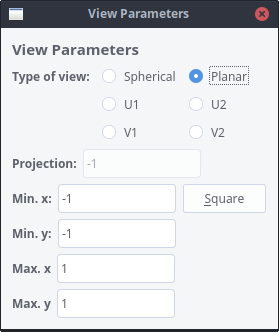 View Parameters
View Parameters
Type of view: Spherical Planar
U1 U2
V1 V2
Projection: -1
Min. x: -1 Square
Min. y: -1
Max. x 1
Max. y 1